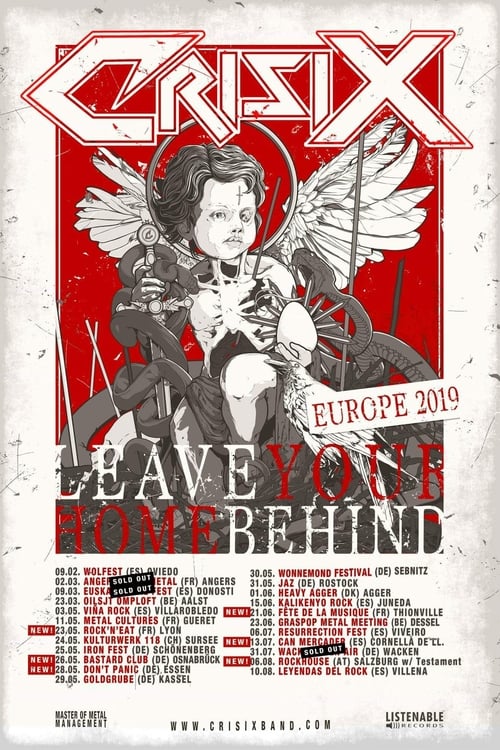 CRISIX
EUROPE 2019
LEAVE YOUR
HOME BEHIND
09.02. WOLFEST (ES) OVIEDO
02.03. SOLD OUT METAL (FR) ANGERS
09.03. SOLD OUT FEST (ES) DONOSTI
23.03. OILSJT OMPLOFT (BE) AALST
03.05. VIÑA ROCK (ES) VILLAROBLEDO
11.05. METAL CULTURES (FR) GUERET
NEW! 23.05. ROCK'N'EAT (FR) LYON
24.05. KULTURWERK 118 (CH) SURSEE
25.05. IRON FEST (DE) SCHÖNENBERG
NEW! 26.05. BASTARD CLUB (DE) OSNABRÜCK
NEW! 28.05. DON'T PANIC (DE) ESSEN
29.05. GOLDGRUBE (DE) KASSEL
30.05. WONNEMOND FESTIVAL (DE) SEBNITZ
31.05. JAZ (DE) ROSTOCK
01.06. HEAVY AGGER (DK) AGGER
15.06. KALIKENYO ROCK (ES) JUNEDA
NEW! 21.06. FÊTE DE LA MUSIQUE (FR) THIONVILLE
23.06. GRASPOP METAL MEETING (BE) DESSEL
06.07. RESURRECTION FEST (ES) VIVEIRO
NEW! 13.07. CAN MERCADER (ES) CORNELLA DE LL.
31.07. SOLD OUT AIR (DE) WACKEN
NEW! 06.08. ROCKHOUSE (AT) SALZBURG w/ Testament
10.08. LEYENDAS DEL ROCK (ES) VILLENA
MASTER OF METAL
MANAGEMENT
WWW.CRISIXBAND.COM
LISTENABLE
RECORDS